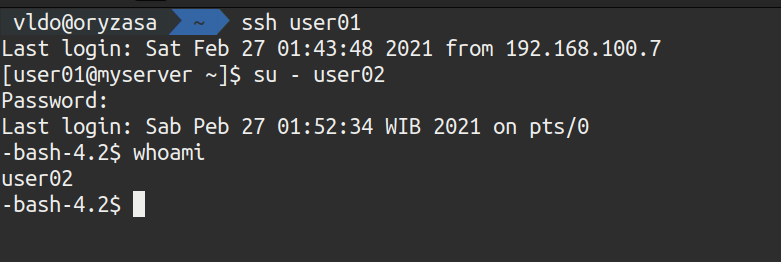 vldo@oryzasa ~ ssh user01
Last login: Sat Feb 27 01:43:48 2021 from 192.168.100.7
[user01@myserver ~]$ su - user02
Password:
Last login: Sab Peb 27 01:52:34 WIB 2021 on pts/0
-bash-4.2$ whoami
user02
-bash-4.2$